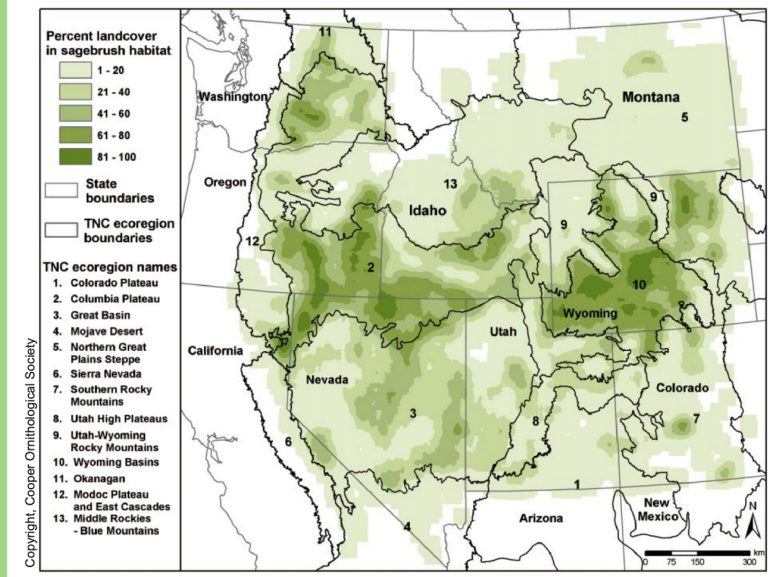 Percent landcover
in sagebrush habitat
1 - 20
21 - 40
41 - 60
61 - 80
81 - 100
State
boundaries
TNC ecoregion
boundaries
TNC ecoregion names
1. Colorado Plateau
2. Columbia Plateau
3. Great Basin
4. Mojave Desert
5. Northern Great
Plains Steppe
6. Sierra Nevada
7. Southern Rocky
Mountains
8. Utah High Plateaus
9. Utah-Wyoming
Rocky Mountains
10. Wyoming Basins
11. Okanagan
12. Modoc Plateau
and East Cascades
13. Middle Rockies
- Blue Mountains
Copyright, Cooper Ornithological Society
11
Washington
Montana
5
Oregon
13
Idaho
9
9
12
2
10
Wyoming
Utah
California
Nevada
Colorado
3
8
7
6
1
4
Arizona
New
Mexico
N
km
0 75 150 300